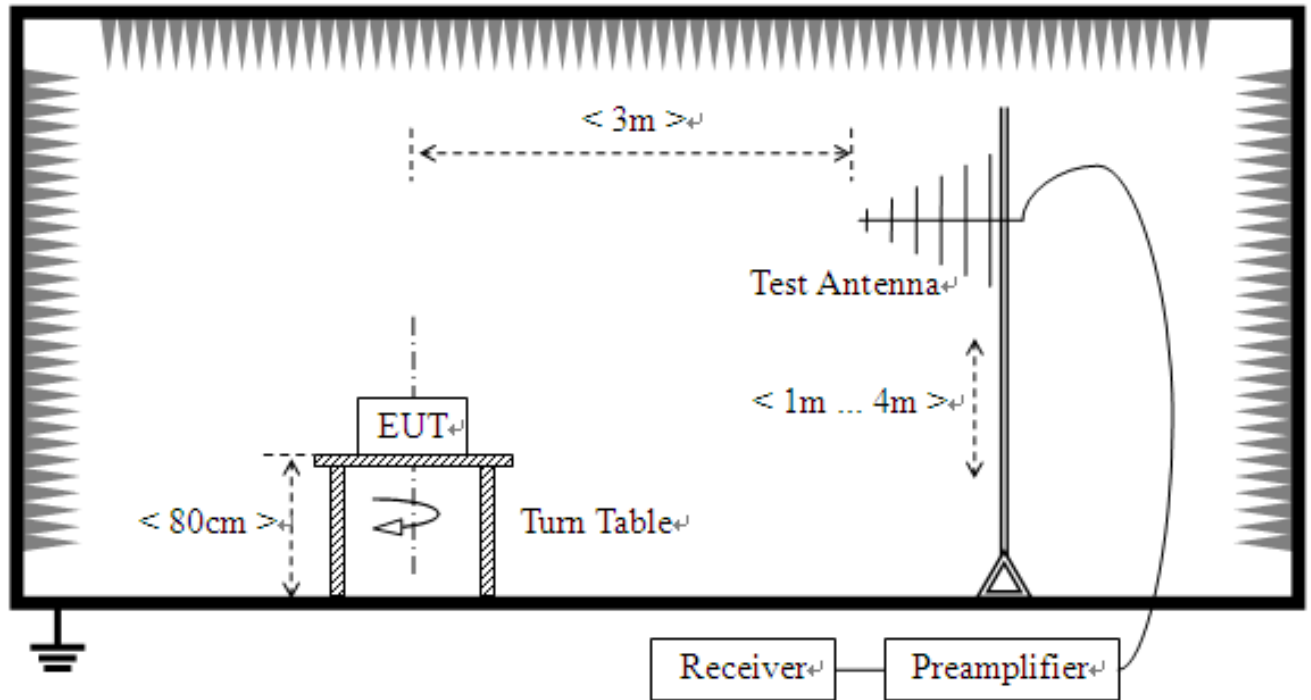 < 3m >↵
Test Antenna↵
< 1m ... 4m >↵
EUT↵
< 80cm >↵
Turn Table↵
Receiver↵
Preamplifier↵